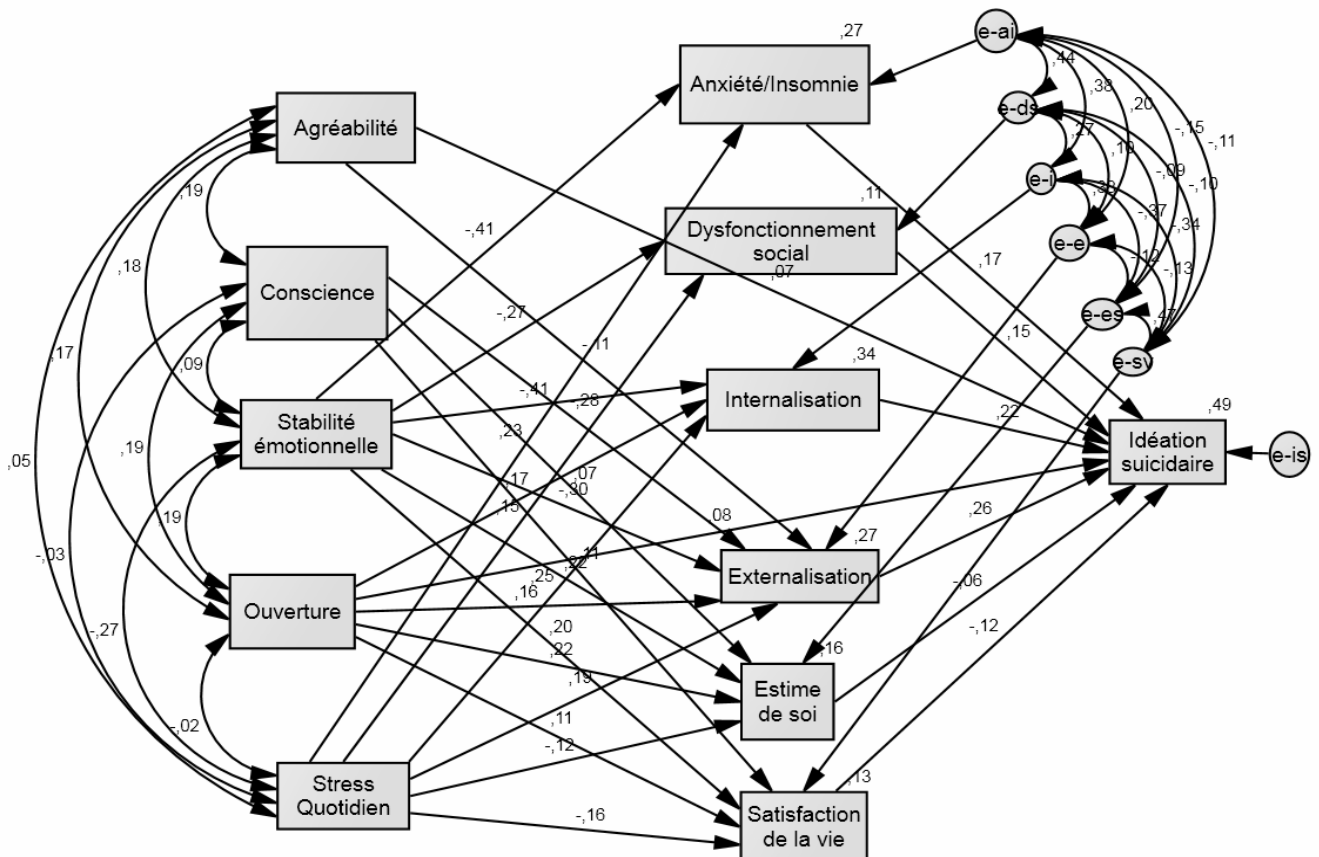 ,27
e-ai
Anxiété/Insomnie
,44
,38
,20
-,15
-,11
Agréabilité
e-ds
,27
-,09
-,10
e-i
,19
,11
-,41
Dysfonctionnement
social
-,37
-,34
e-e
,18
Conscience
,07
,17
-,12
-,13
-,27
e-es
,47
,17
,09
-,11
,15
,34
e-sv
-,41
-,28
Internalisation
,22
,49
Stabilité
émotionnelle
,23
Idéation
suicidaire
e-is
,05
,19
,07
,17
-,30
,15
,19
,08
,26
,27
-,03
,11
,22
,25
Externalisation
,16
-,06
Ouverture
-,27
,20
-,12
,22
,16
,19
Estime
de soi
-,02
,11
-,12
Stress
Quotidien
,13
-,16
Satisfaction
de la vie